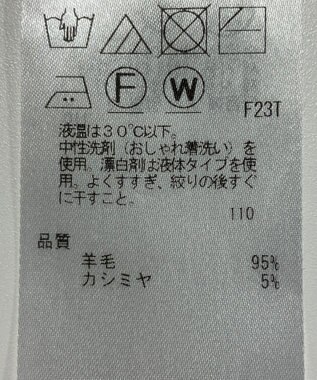 F W
F23T
液温は30℃以下。
中性洗剤（おしゃれ着洗い）を
使用、漂白剤は液体タイプを使
用。よくすすぎ、絞りの後すぐ
に干すこと。
110
品質
羊毛 95%
カシミヤ 5%